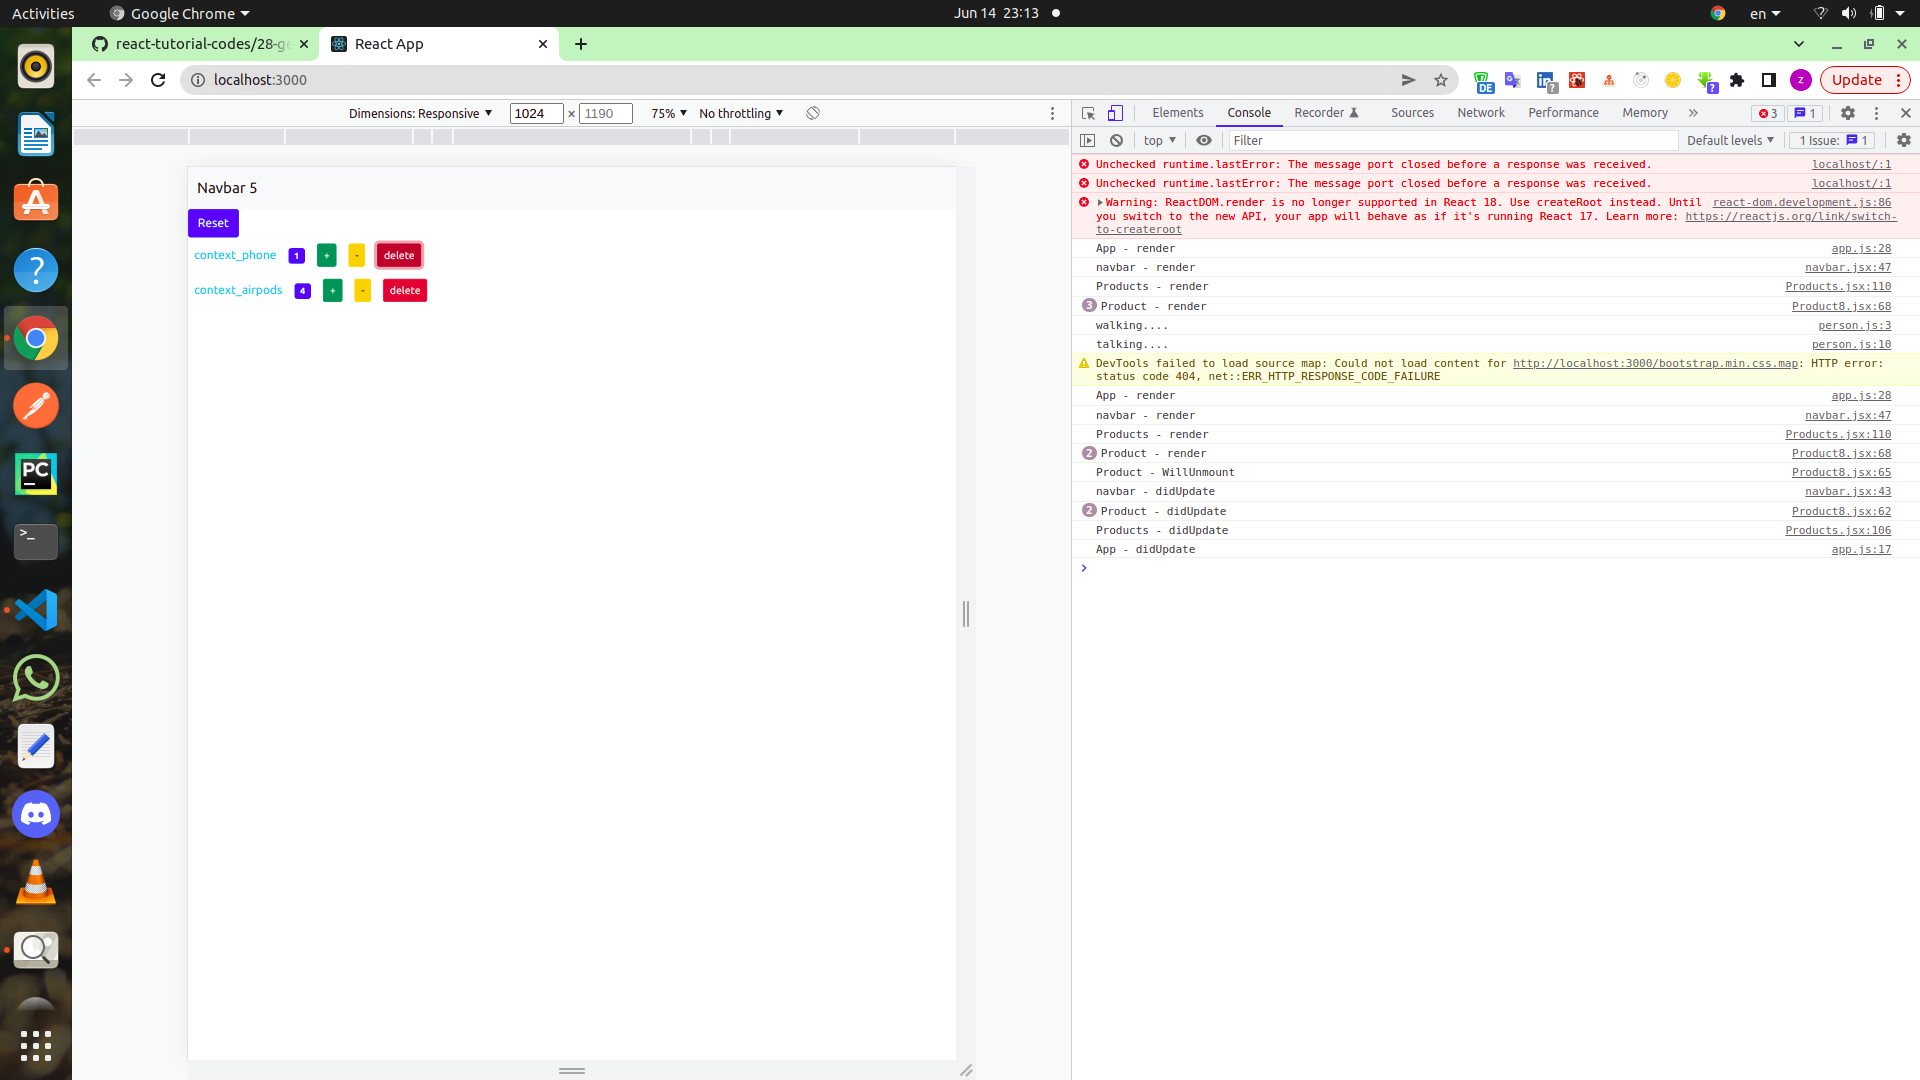 Activities
Google Chrome
Jun 14 23:13
en
react-tutorial-codes/28-ge
React App
localhost:3000
DE
?
?
z
Update
Dimensions: Responsive
1024 × 1190
75%
No throttling
Elements
Console
Recorder
Sources
Network
Performance
Memory
3
1
top
Filter
Default levels
1 Issue: 1
Navbar 5
Reset
context_phone 1 + - delete
context_airpods 4 + - delete
Unchecked runtime.lastError: The message port closed before a response was received. localhost/:1
Unchecked runtime.lastError: The message port closed before a response was received. localhost/:1
Warning: ReactDOM.render is no longer supported in React 18. Use createRoot instead. Until react-dom.development.js:86
you switch to the new API, your app will behave as if it's running React 17. Learn more: https://reactjs.org/link/switch-
to-createroot
App - render app.js:28
navbar - render navbar.jsx:47
Products - render Products.jsx:110
3 Product - render Product8.jsx:68
walking.... person.js:3
talking.... person.js:10
DevTools failed to load source map: Could not load content for http://localhost:3000/bootstrap.min.css.map: HTTP error:
status code 404, net::ERR_HTTP_RESPONSE_CODE_FAILURE
App - render app.js:28
navbar - render navbar.jsx:47
Products - render Products.jsx:110
2 Product - render Product8.jsx:68
Product - WillUnmount Product8.jsx:65
navbar - didUpdate navbar.jsx:43
2 Product - didUpdate Product8.jsx:62
Products - didUpdate Products.jsx:106
App - didUpdate app.js:17
PC